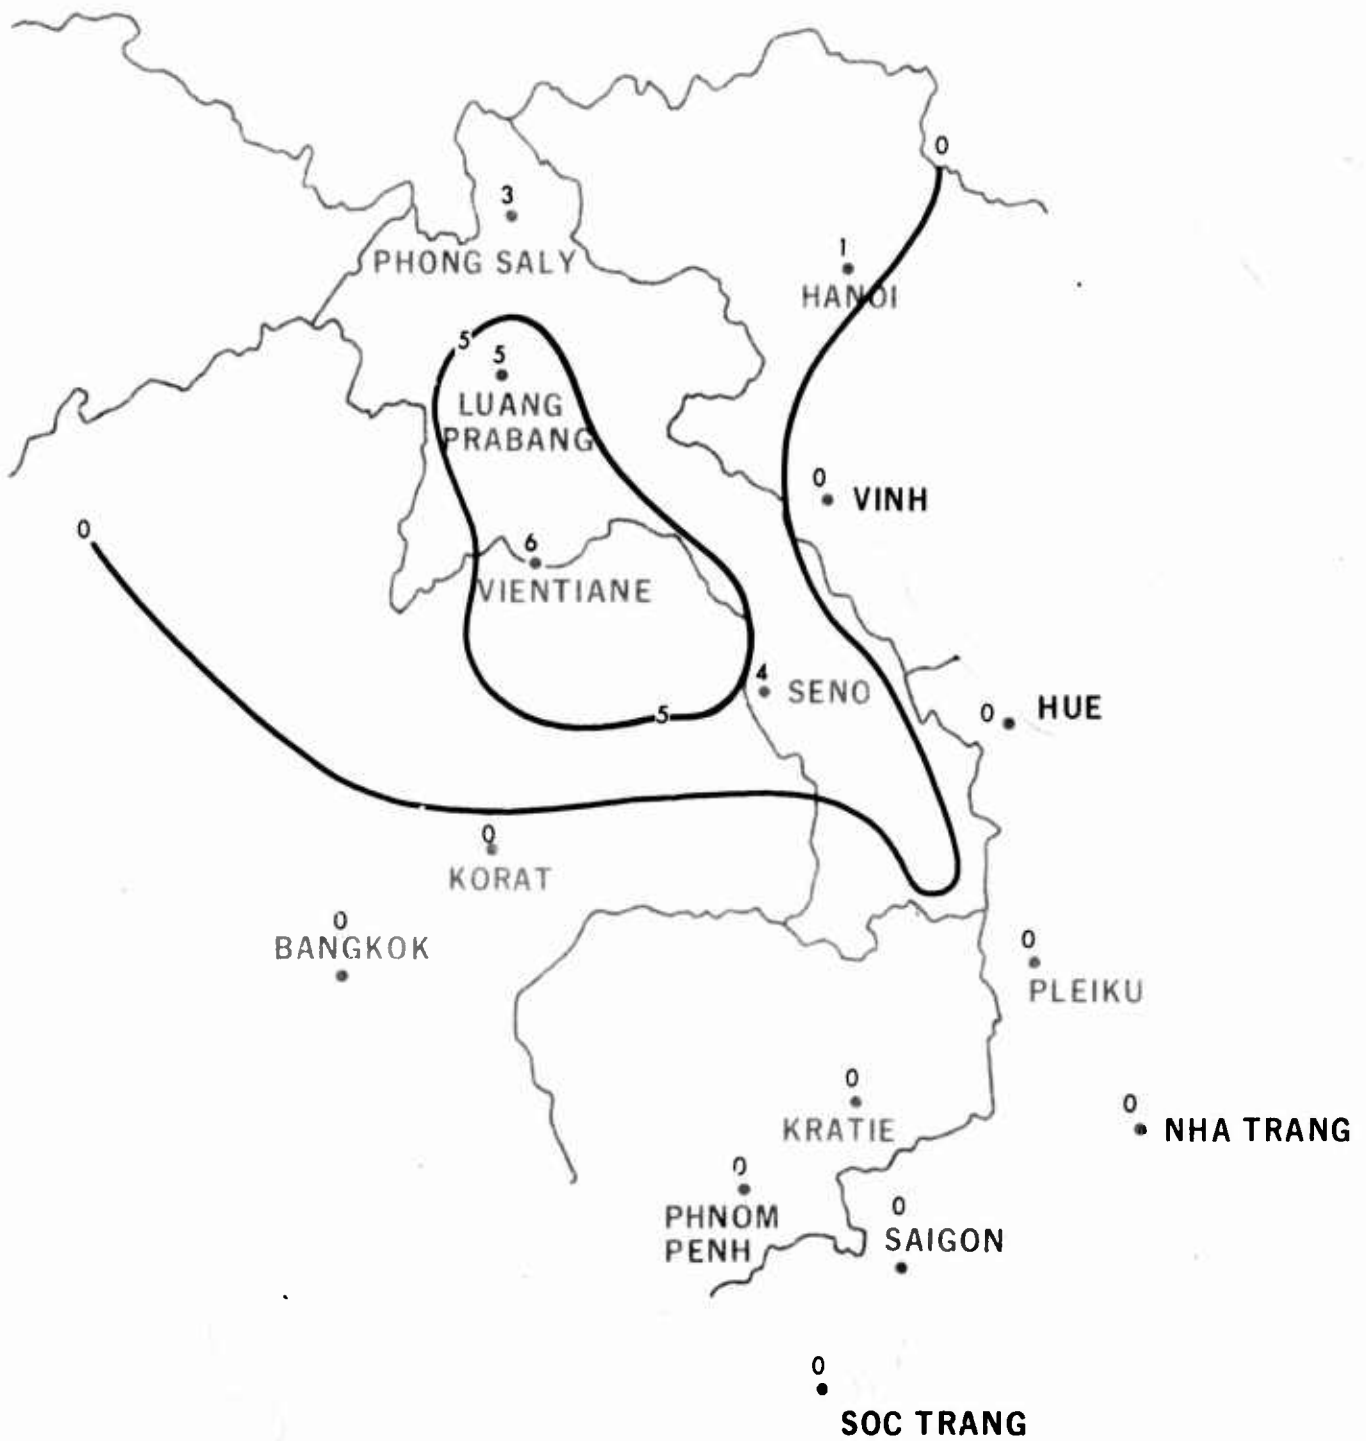 0
3
PHONG SALY
1
HANOI
5
5
LUANG
PRABANG
0
VINH
0
6
VIENTIANE
4
SENO
5
0
HUE
0
KORAT
0
BANGKOK
0
PLEIKU
0
KRATIE
0
NHA TRANG
0
PHNOM
PENH
0
SAIGON
0
SOC TRANG